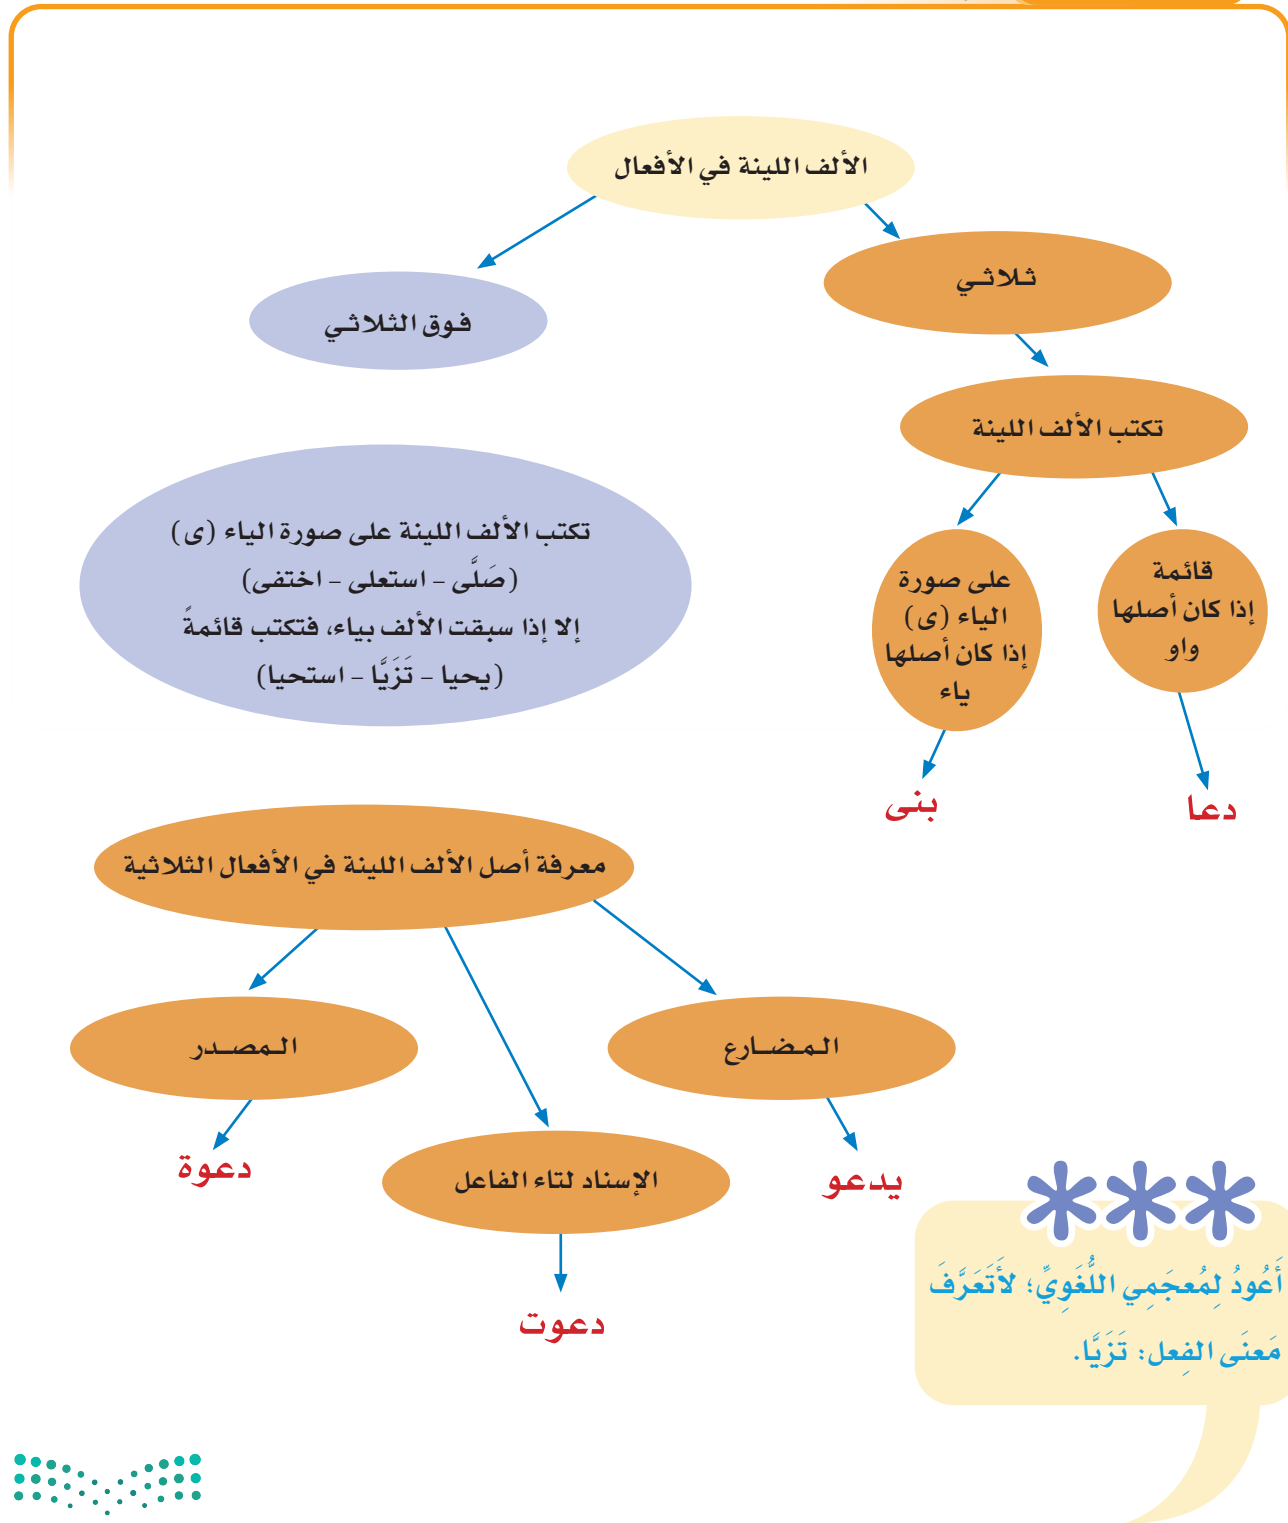 الألف اللينة في الأفعال
ثلاثي
فوق الثلاثي
تكتب الألف اللينة
قائمة
إذا كان أصلها
واو
على صورة
الياء (ى)
إذا كان أصلها
ياء
دعا
بنى
تكتب الألف اللينة على صورة الياء (ى)
(صَلَّى - استعلى - اختفى)
إلا إذا سبقت الألف بياء، فتكتب قائمةً
(يحيا - تَزَيَّا - استحيا)
معرفة أصل الألف اللينة في الأفعال الثلاثية
المضارع
يدعو
الإسناد لتاء الفاعل
دعوت
المصدر
دعوة
أَعُودُ لِمُعجَمِي اللُّغَوِيِّ؛ لأَتَعَرَّفَ
مَعنَى الفِعل: تَزَيَّا.